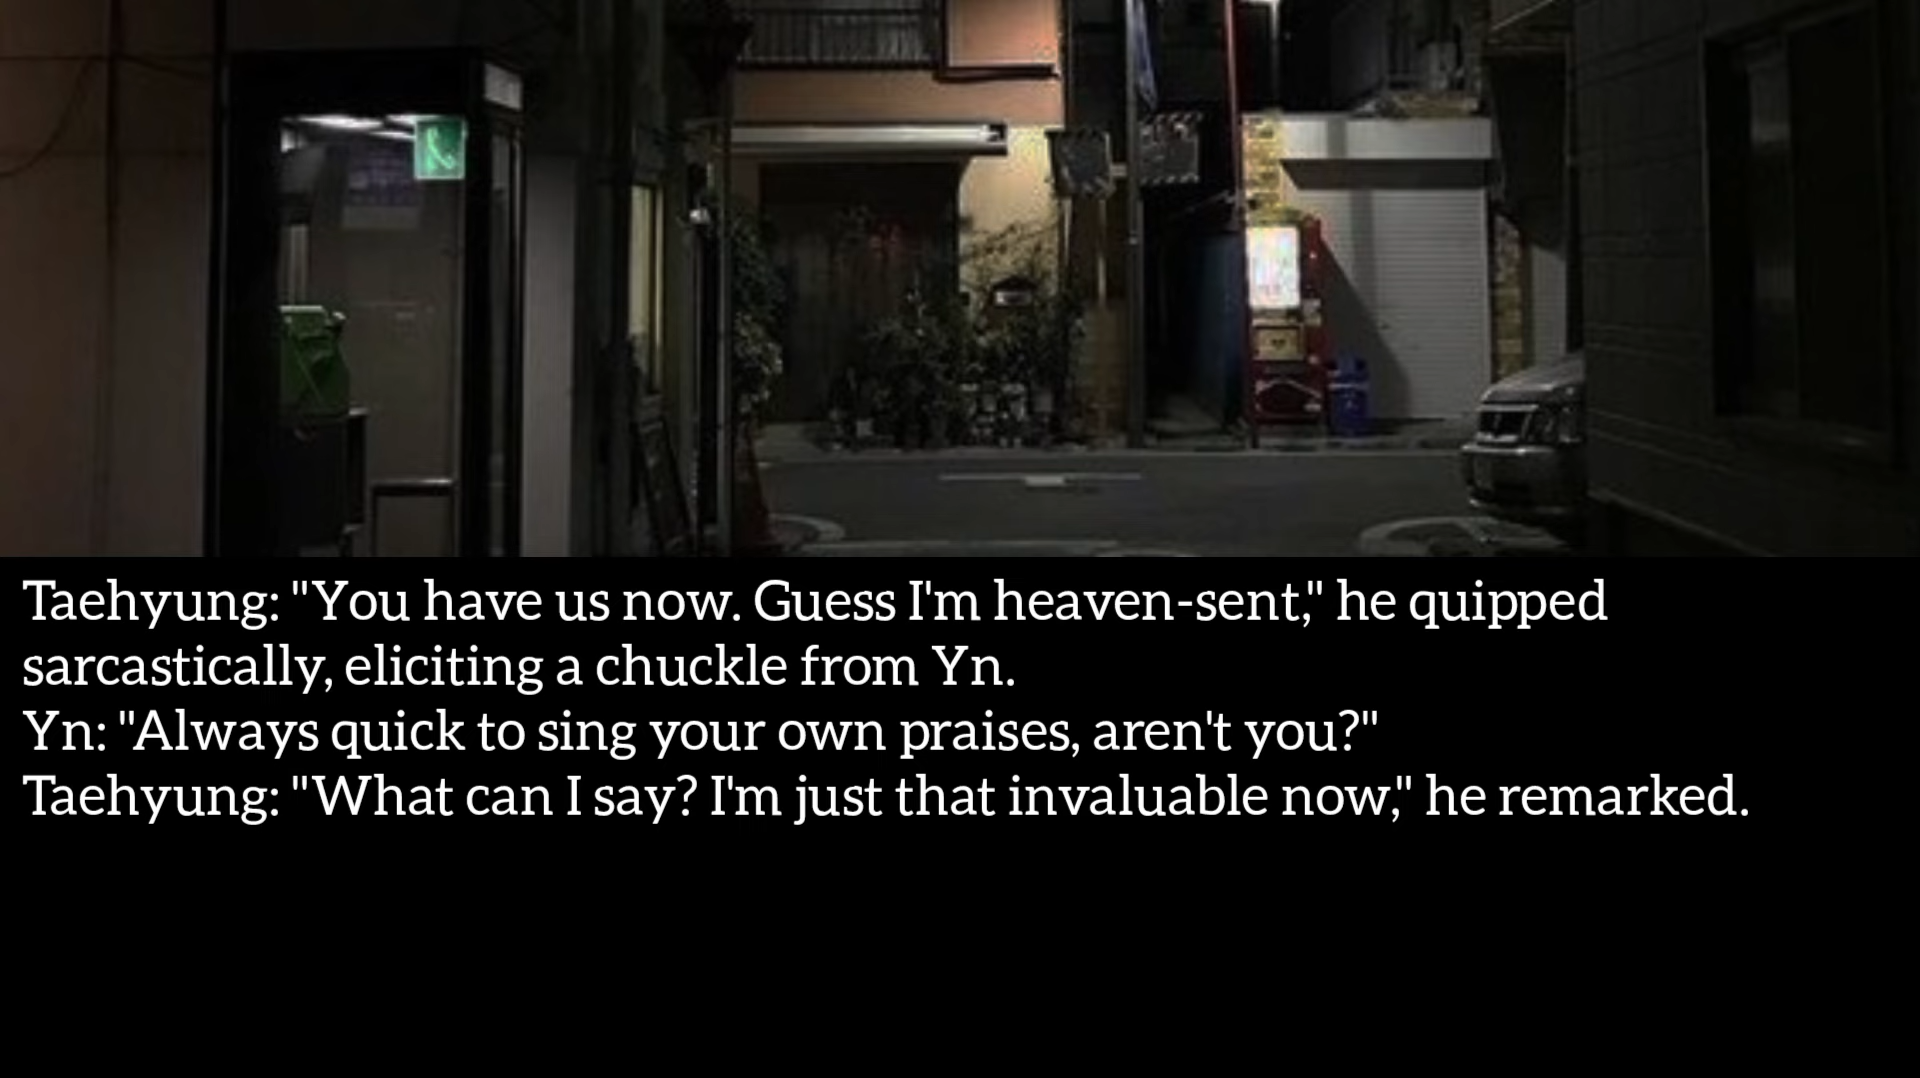 Taehyung: "You have us now. Guess I'm heaven-sent," he quipped
sarcastically, eliciting a chuckle from Yn.
Yn: "Always quick to sing your own praises, aren't you?"
Taehyung: "What can I say? I'm just that invaluable now," he remarked.